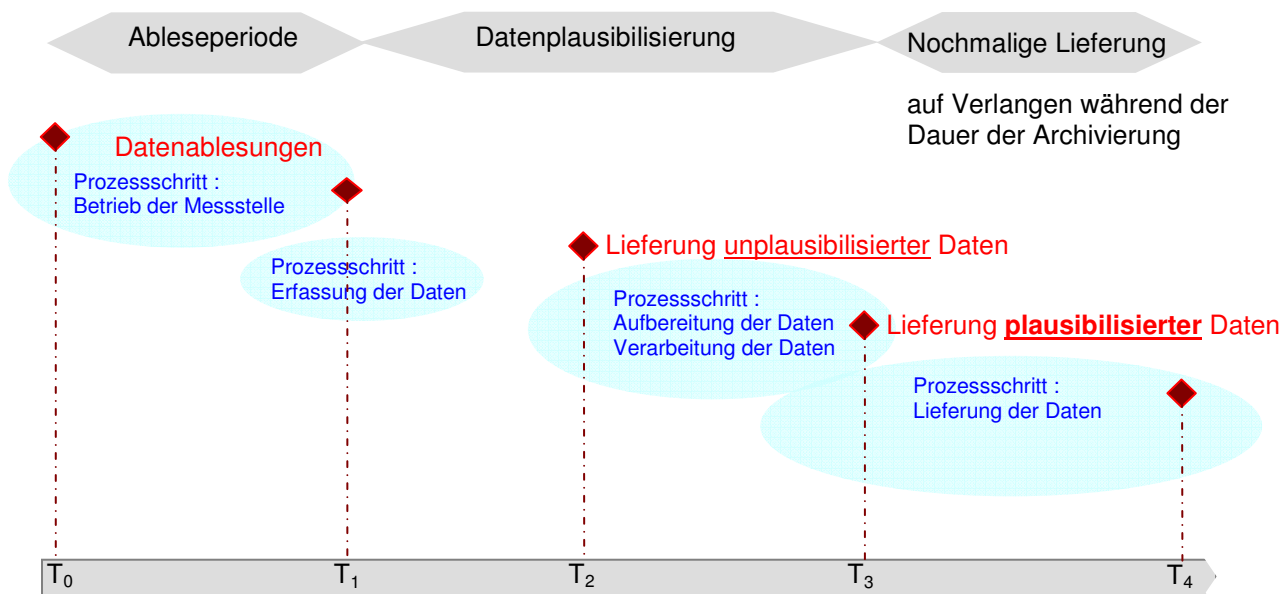 Ableseperiode
Datenplausibilisierung
Nochmalige Lieferung
auf Verlangen während der
Dauer der Archivierung
Datenablesungen
Prozessschritt :
Betrieb der Messstelle
Prozessschritt :
Erfassung der Daten
Lieferung unplausibilisierter Daten
Prozessschritt :
Aufbereitung der Daten
Verarbeitung der Daten
Lieferung plausibilisierter Daten
Prozessschritt :
Lieferung der Daten
T0
T1
T2
T3
T4